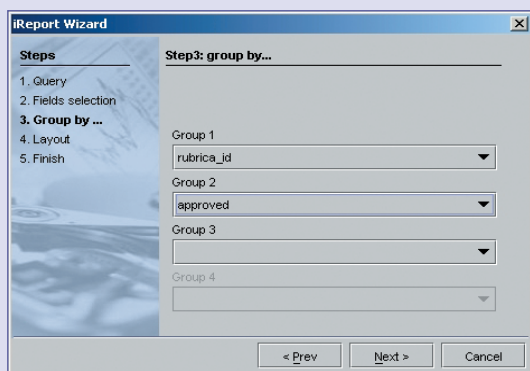 iReport Wizard
Steps
1. Query
2. Fields selection
3. Group by ...
4. Layout
5. Finish
Step3: group by...
Group 1
rubrica_id
Group 2
approved
Group 3
Group 4
< Prev
Next >
Cancel